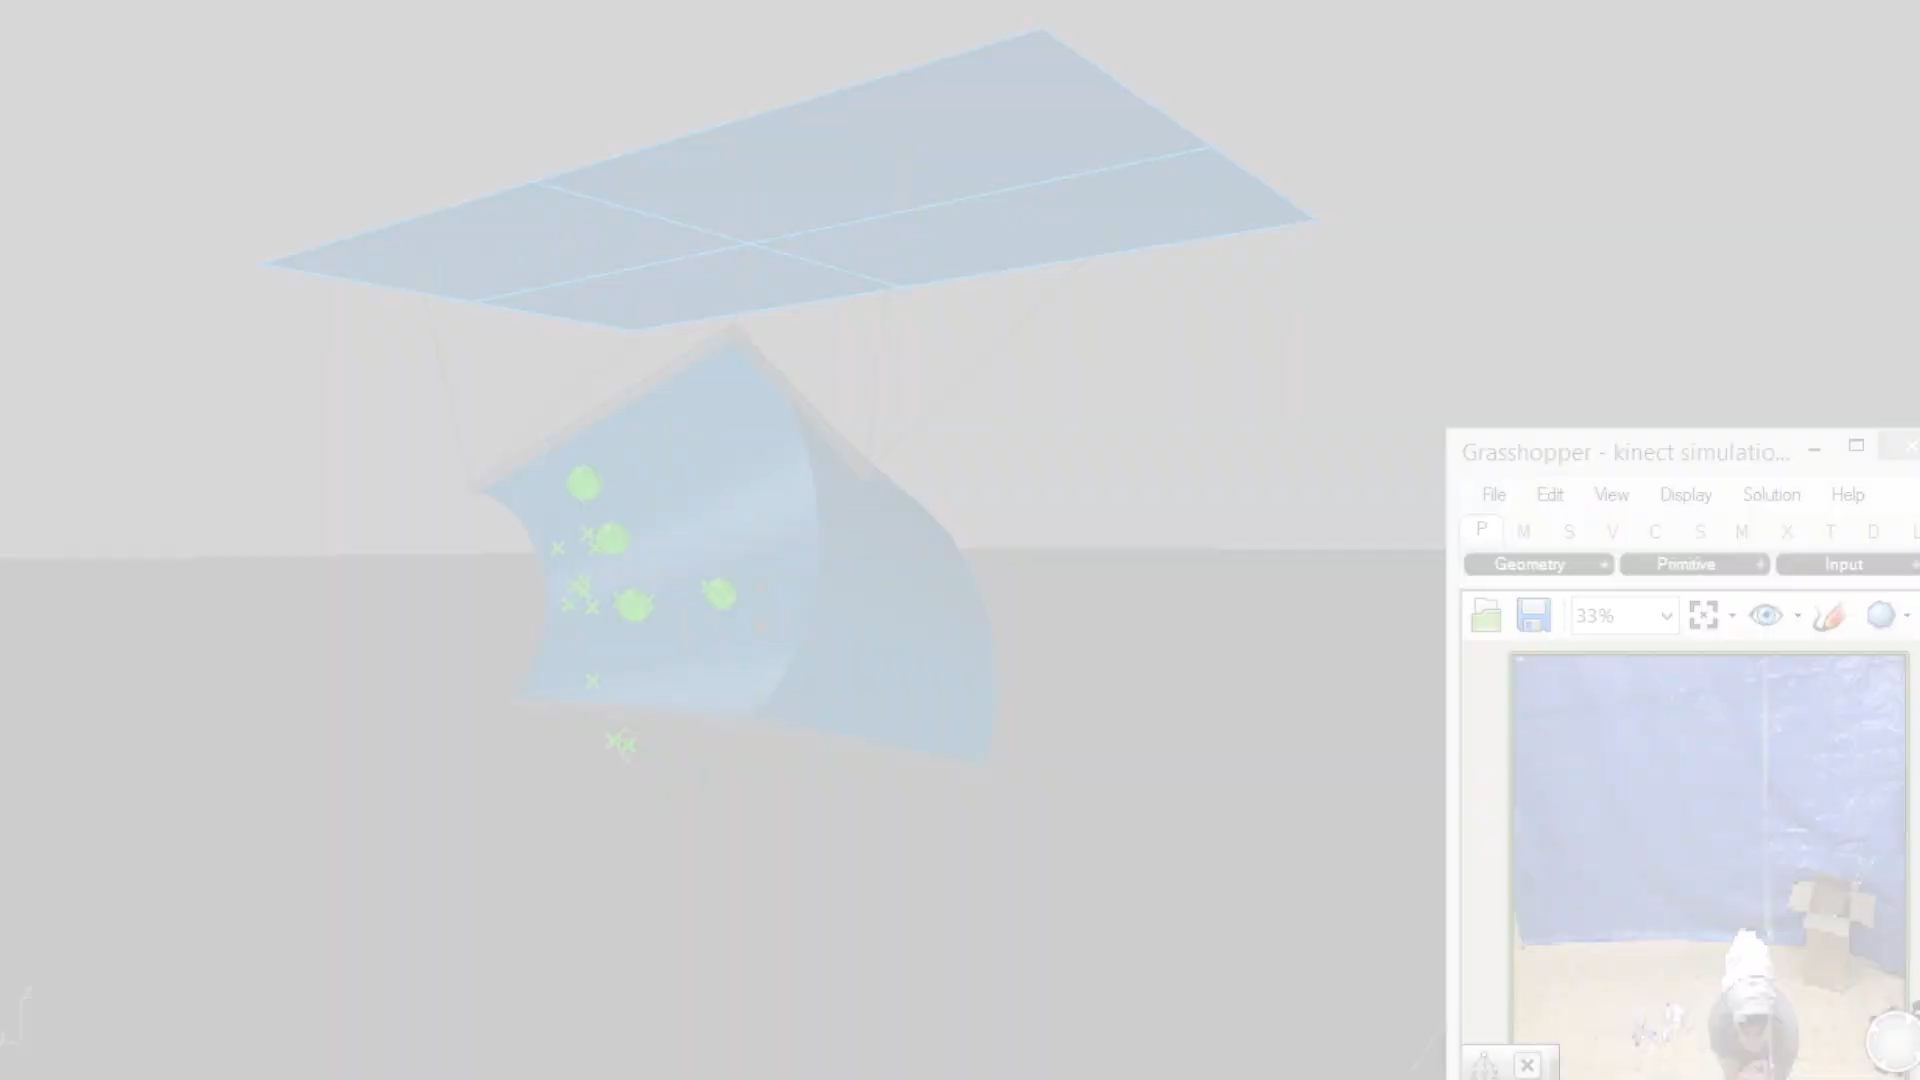 Grasshopper - kinect simulatio...
File Edit View Display Solution Help
P M S V C S M X T D L
Geometry Primitive Input
33%
z